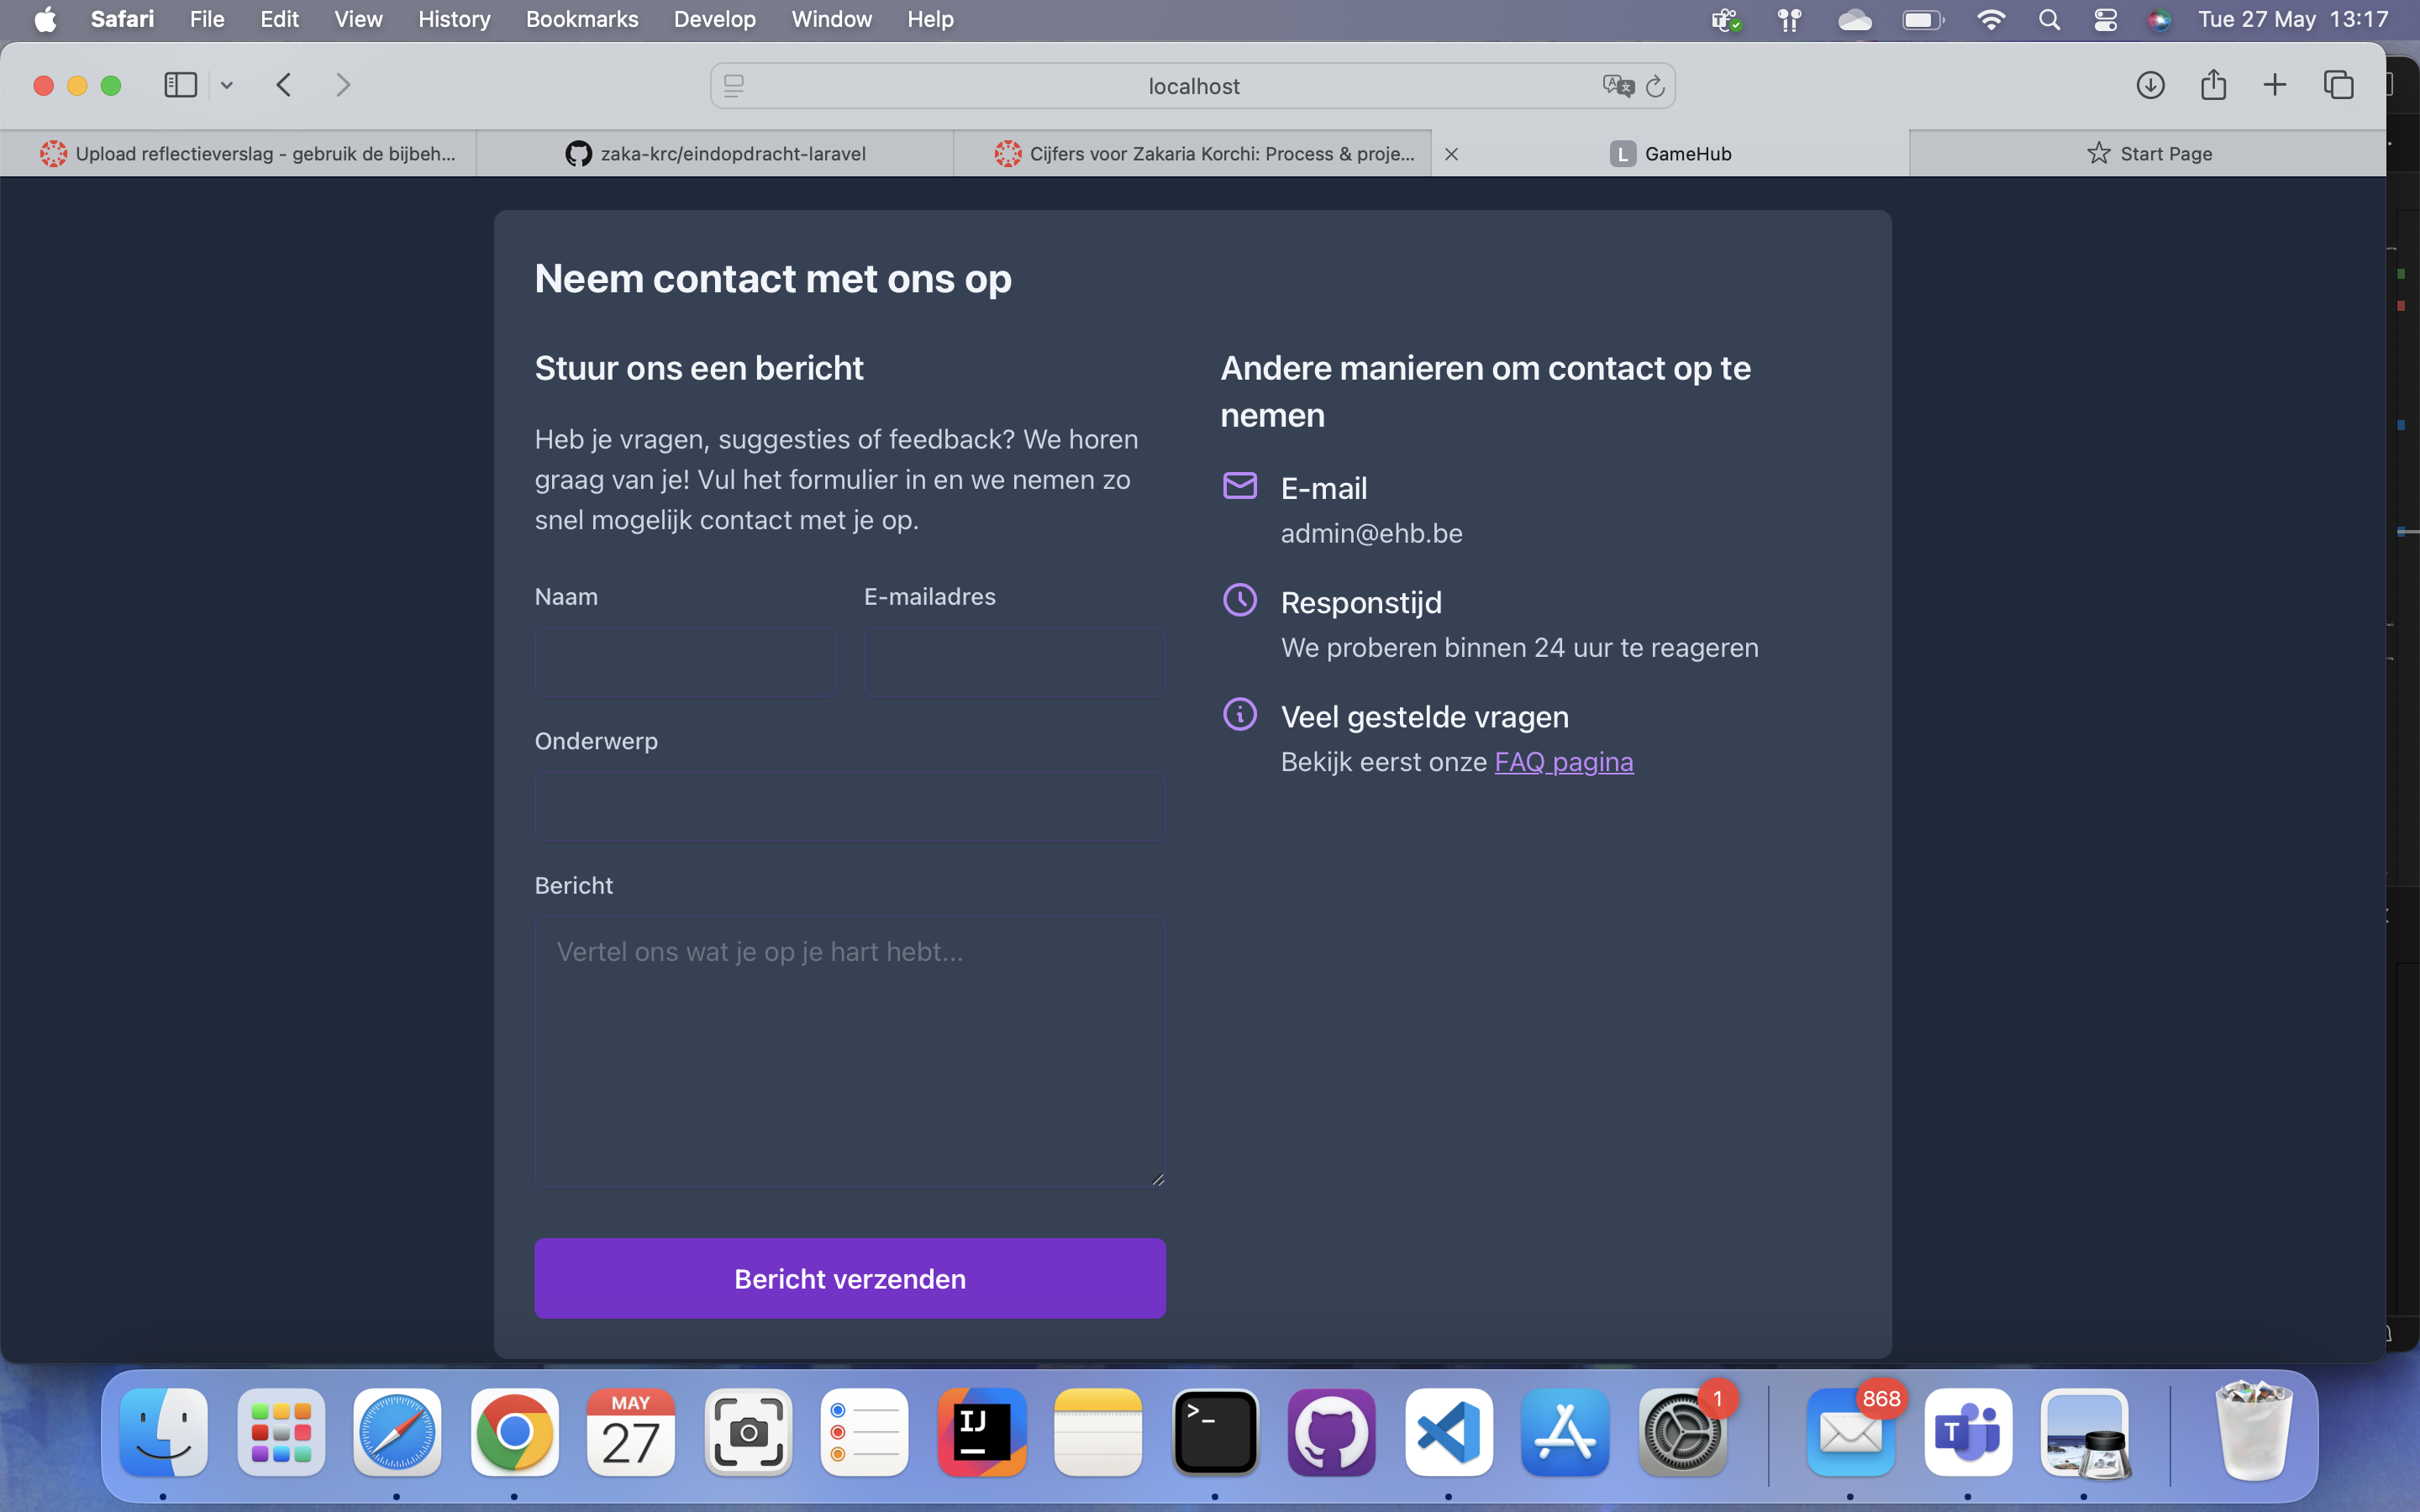 Safari File Edit View History Bookmarks Develop Window Help Tue 27 May 13:17
localhost
Upload reflectieverslag - gebruik de bijbeh... zaka-krc/eindopdracht-laravel Cijfers voor Zakaria Korchi: Process & proje... L GameHub Start Page
Neem contact met ons op
Stuur ons een bericht
Heb je vragen, suggesties of feedback? We horen
graag van je! Vul het formulier in en we nemen zo
snel mogelijk contact met je op.
Naam E-mailadres
Onderwerp
Bericht
Vertel ons wat je op je hart hebt...
Bericht verzenden
Andere manieren om contact op te
nemen
E-mail
admin@ehb.be
Responstijd
We proberen binnen 24 uur te reageren
Veel gestelde vragen
Bekijk eerst onze FAQ pagina
MAY
27
IJ
>_
1
868
T